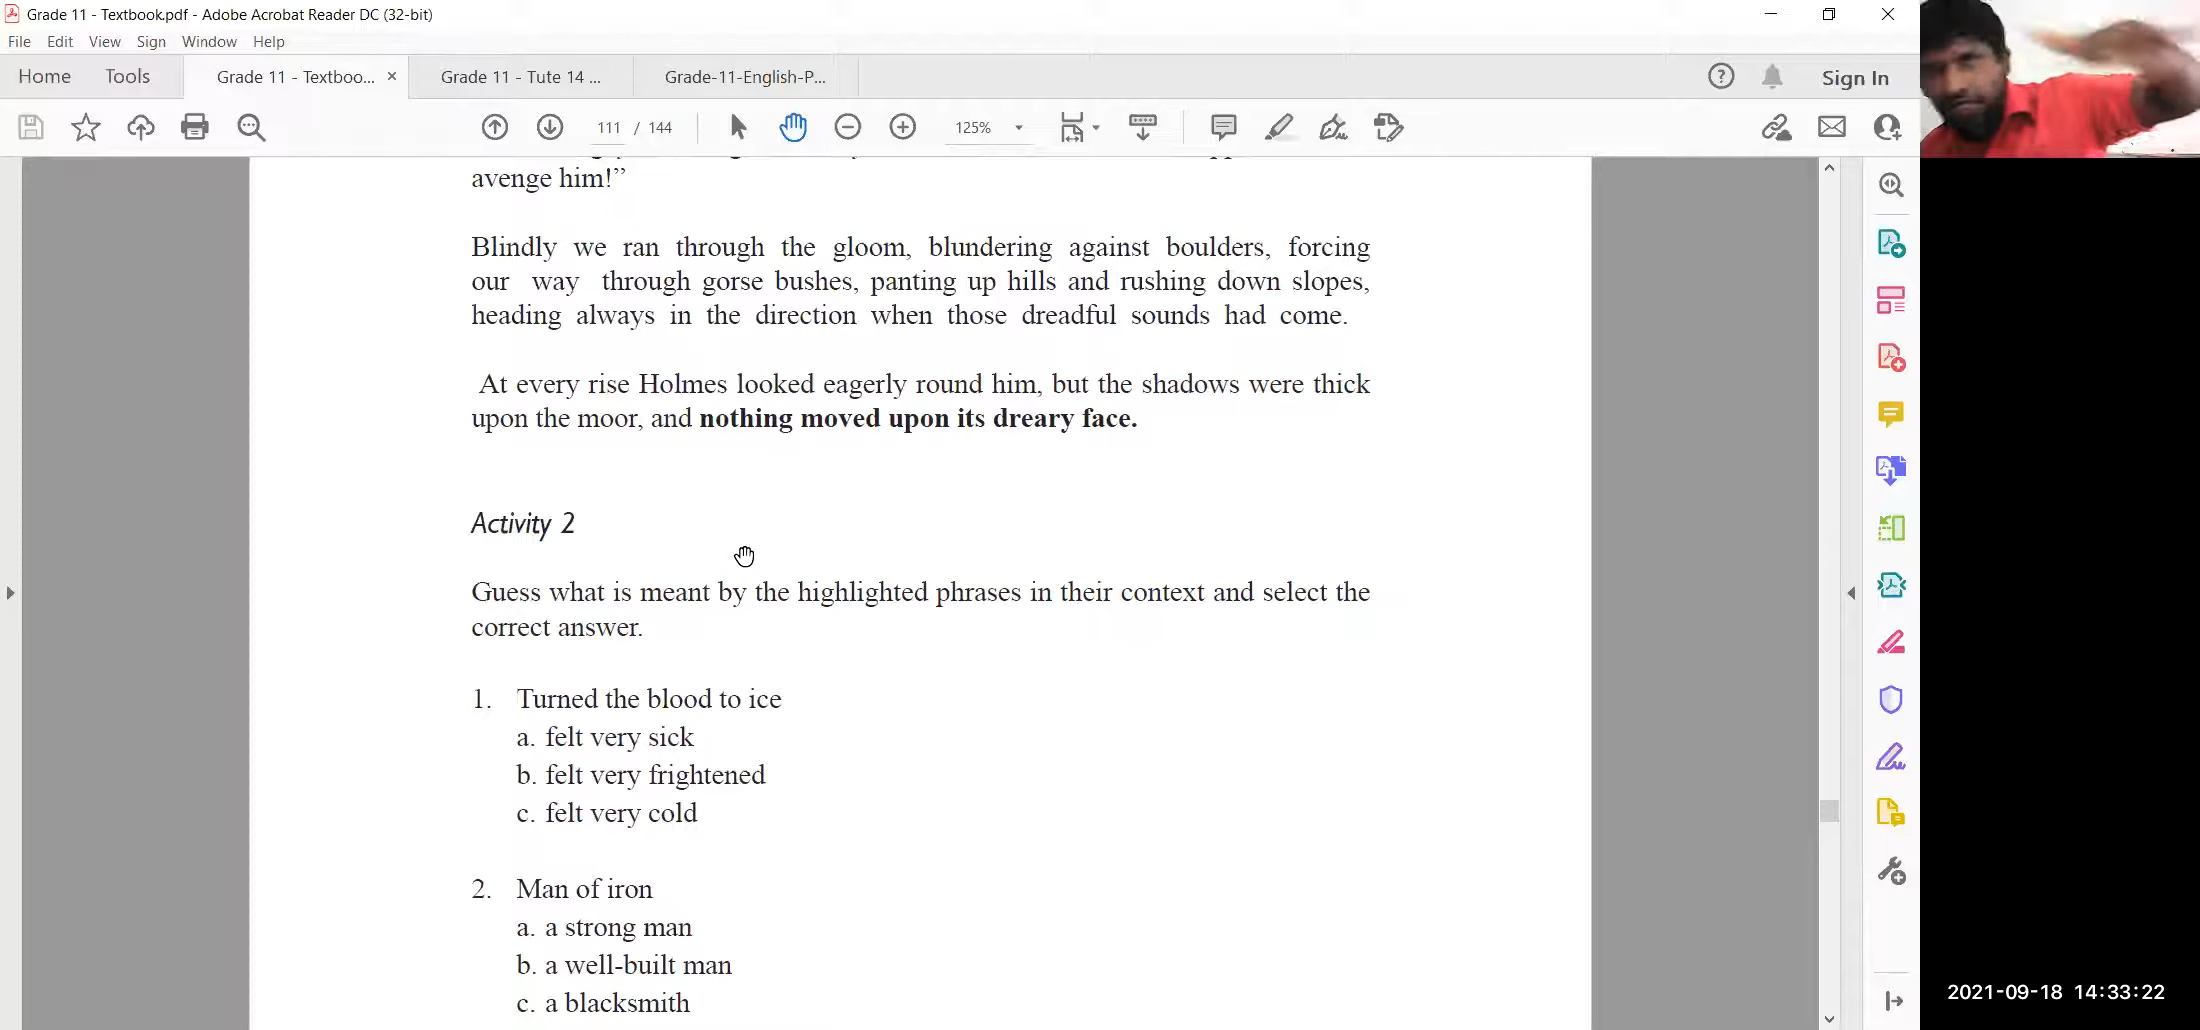 Grade 11 - Textbook.pdf - Adobe Acrobat Reader DC (32-bit)
File Edit View Sign Window Help
Home Tools Grade 11 - Textboo... × Grade 11 - Tute 14 ... Grade-11-English-P... Sign In
111 / 144 125%
avenge him!”
Blindly we ran through the gloom, blundering against boulders, forcing
our way through gorse bushes, panting up hills and rushing down slopes,
heading always in the direction when those dreadful sounds had come.
At every rise Holmes looked eagerly round him, but the shadows were thick
upon the moor, and nothing moved upon its dreary face.
Activity 2
Guess what is meant by the highlighted phrases in their context and select the
correct answer.
1. Turned the blood to ice
a. felt very sick
b. felt very frightened
c. felt very cold
2. Man of iron
a. a strong man
b. a well-built man
c. a blacksmith
2021-09-18 14:33:22